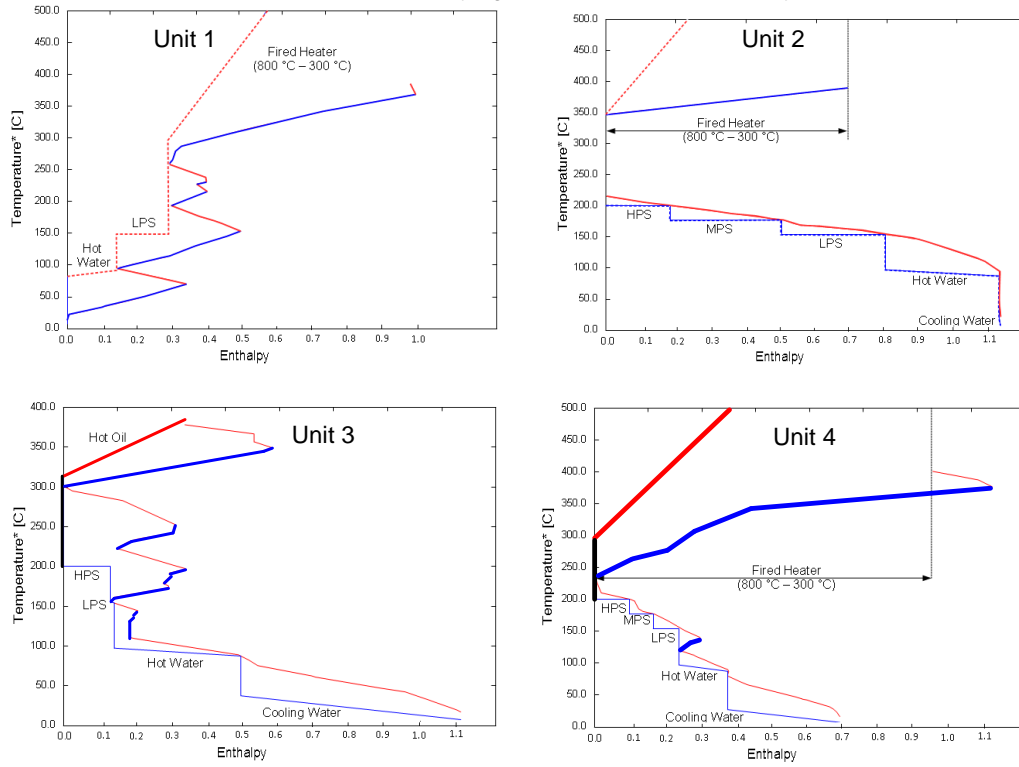 Unit 1
500.0
450.0
400.0
350.0
300.0
250.0
200.0
150.0
100.0
50.0
0.0
Temperature* [C]
Fired Heater
(800 °C – 300 °C)
LPS
Hot
Water
0.0
0.1
0.2
0.3
0.4
0.5
0.6
0.7
0.8
0.9
1.0
1.1
Enthalpy
Unit 2
500.0
450.0
400.0
350.0
300.0
250.0
200.0
150.0
100.0
50.0
0.0
Temperature* [C]
Fired Heater
(800 °C – 300 °C)
HPS
MPS
LPS
Hot Water
Cooling Water
0.0
0.1
0.2
0.3
0.4
0.5
0.6
0.7
0.8
0.9
1.0
1.1
Enthalpy
Unit 3
400.0
350.0
300.0
250.0
200.0
150.0
100.0
50.0
0.0
Temperature* [C]
Hot Oil
HPS
LPS
Hot Water
Cooling Water
0.0
0.1
0.2
0.3
0.4
0.5
0.6
0.7
0.8
0.9
1.0
1.1
Enthalpy
Unit 4
500.0
450.0
400.0
350.0
300.0
250.0
200.0
150.0
100.0
50.0
0.0
Temperature* [C]
Fired Heater
(800 °C – 300 °C)
HPS
MPS
LPS
Hot Water
Cooling Water
0.0
0.1
0.2
0.3
0.4
0.5
0.6
0.7
0.8
0.9
1.0
1.1
Enthalpy